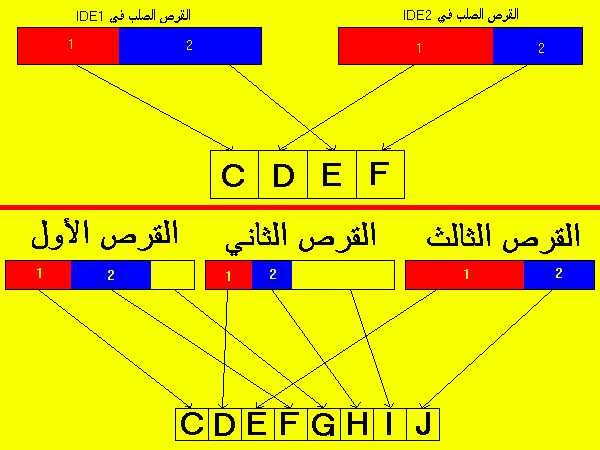 القرص الصلب في IDE1
القرص الصلب في IDE2
1 2
1 2
C D E F
القرص الأول
القرص الثاني
القرص الثالث
1 2
1 2
1 2
C D E F G H I J